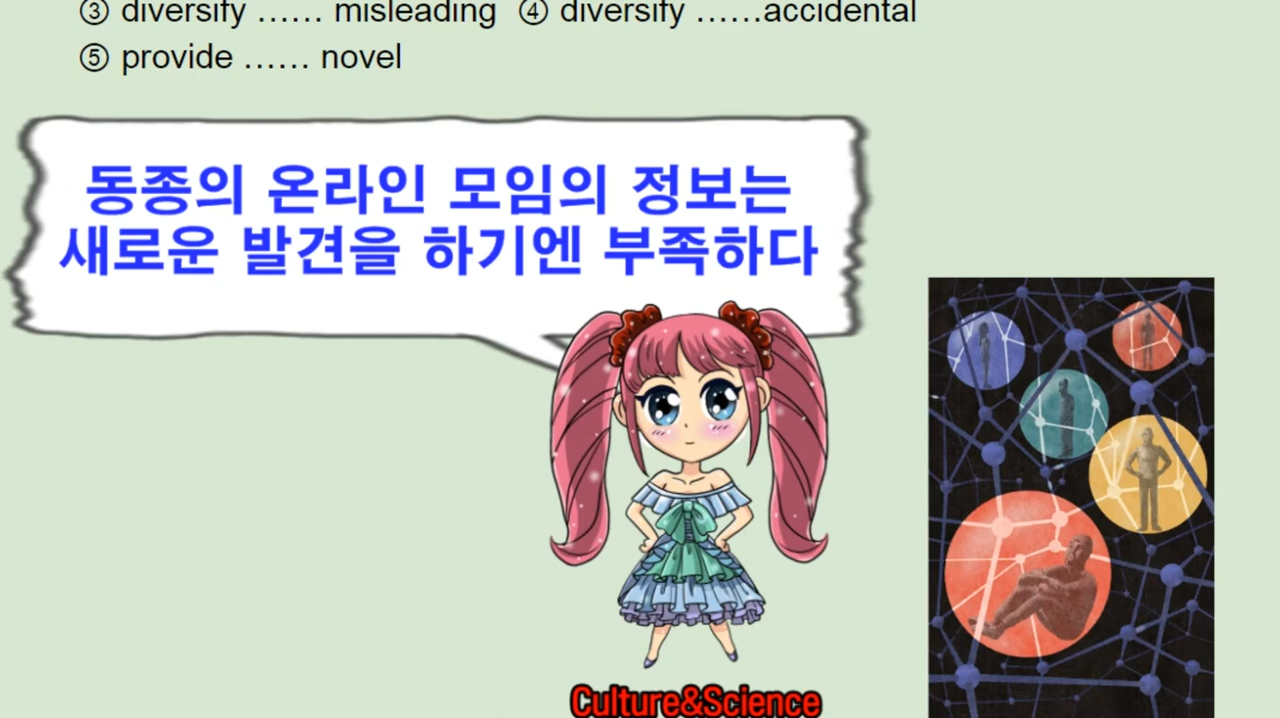 ③ diversify …… misleading ④ diversify ……accidental
⑤ provide …… novel
동종의 온라인 모임의 정보는
새로운 발견을 하기엔 부족하다
Culture&Science